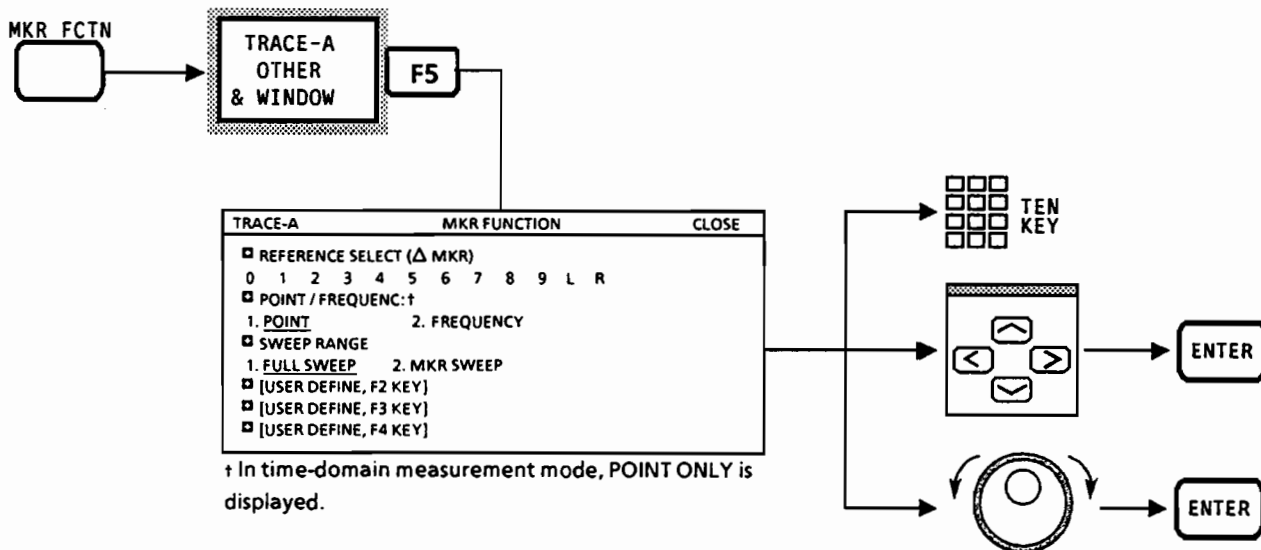 MKR FCTN
TRACE-A
OTHER
& WINDOW
F5
TRACE-A MKR FUNCTION CLOSE
REFERENCE SELECT (Δ MKR)
0 1 2 3 4 5 6 7 8 9 L R
POINT / FREQUENC:†
1. POINT 2. FREQUENCY
SWEEP RANGE
1. FULL SWEEP 2. MKR SWEEP
[USER DEFINE, F2 KEY]
[USER DEFINE, F3 KEY]
[USER DEFINE, F4 KEY]
† In time-domain measurement mode, POINT ONLY is
displayed.
TEN
KEY
ENTER
ENTER